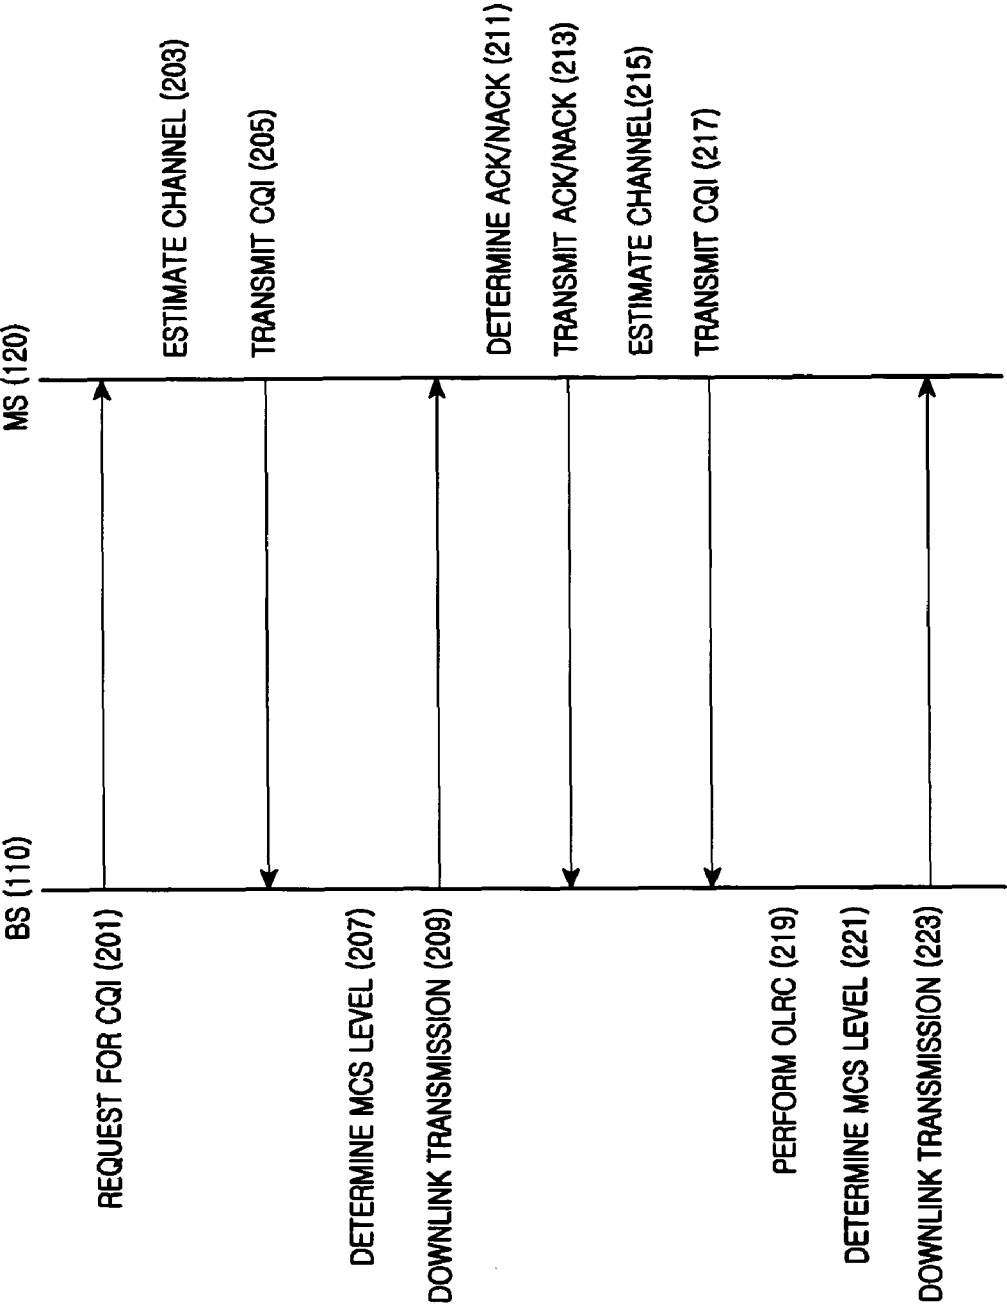 BS (110)
MS (120)
REQUEST FOR CQI (201)
ESTIMATE CHANNEL (203)
TRANSMIT CQI (205)
DETERMINE MCS LEVEL (207)
DOWNLINK TRANSMISSION (209)
DETERMINE ACK/NACK (211)
TRANSMIT ACK/NACK (213)
ESTIMATE CHANNEL(215)
TRANSMIT CQI (217)
PERFORM OLRC (219)
DETERMINE MCS LEVEL (221)
DOWNLINK TRANSMISSION (223)